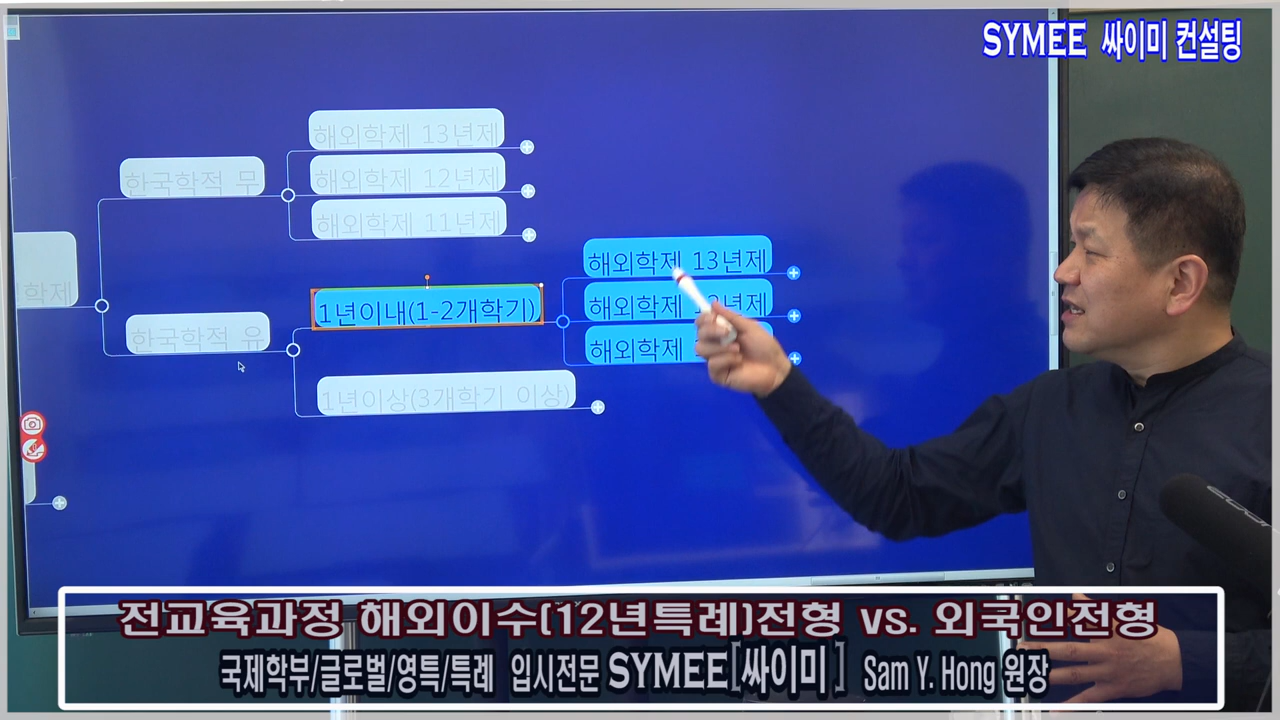 SYMEE 싸이미 컨설팅
해외학제 13년제
한국학적 무
해외학제 12년제
해외학제 11년제
해외학제 13년제
학제
1년이내(1-2개학기)
해외학제 12년제
한국학적 유
해외학제
1년이상(3개학기 이상)
전교육과정 해외이수(12년특례)전형 vs. 외국인전형
국제학부/글로벌/영특/특례 입시전문 SYMEE[싸이미] Sam Y. Hong 원장